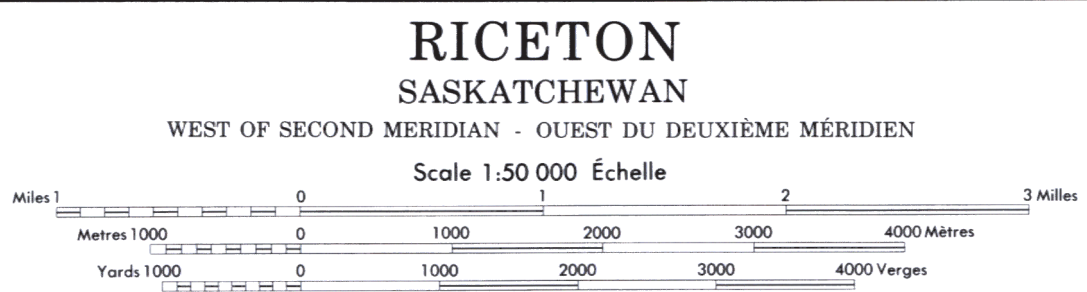 RICETON
SASKATCHEWAN
WEST OF SECOND MERIDIAN - OUEST DU DEUXIÈME MÉRIDIEN
Scale 1:50 000 Échelle
Miles 1 0 1 2 3 Milles
Metres 1000 0 1000 2000 3000 4000 Mètres
Yards 1000 0 1000 2000 3000 4000 Verges